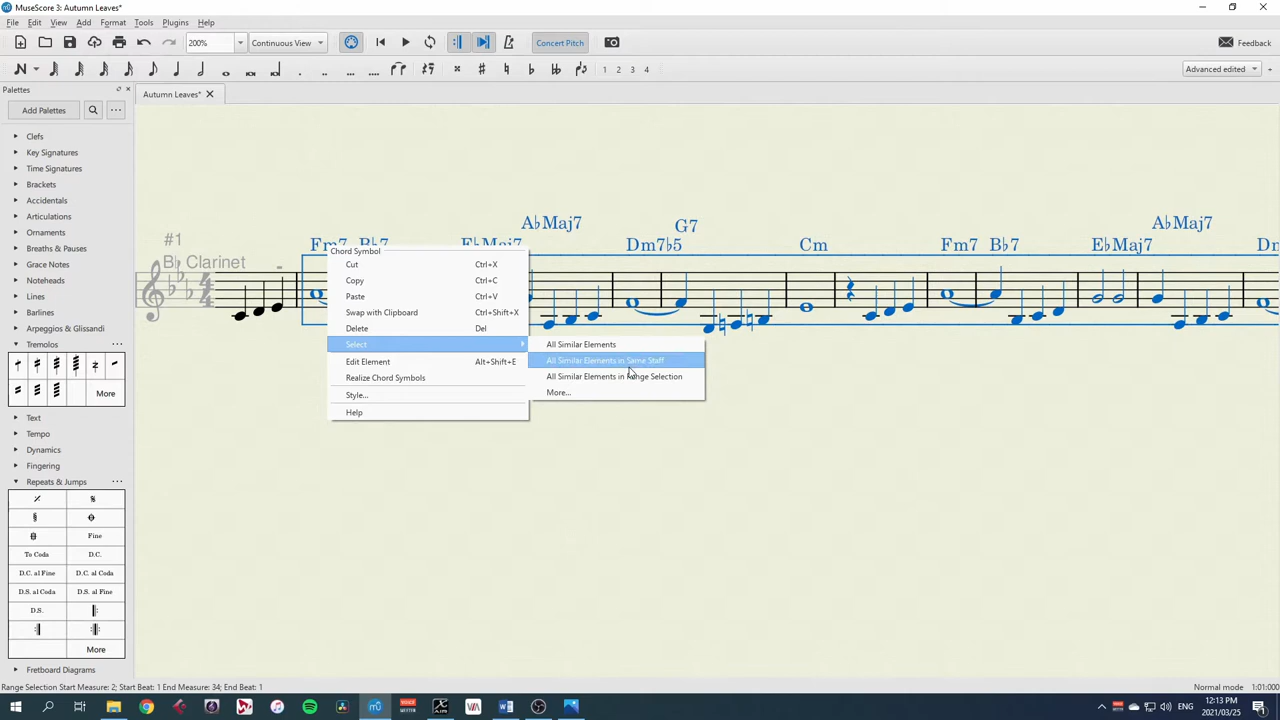 MuseScore 3: Autumn Leaves*
File Edit View Add Format Tools Plugins Help
200% Continuous View Concert Pitch Feedback
1 2 3 4 Advanced edited
Palettes
Autumn Leaves*
Add Palettes
Clefs
Key Signatures
Time Signatures
Brackets
Accidentals
Articulations
Ornaments
Breaths & Pauses
Grace Notes
Noteheads
Lines
Barlines
Arpeggios & Glissandi
Tremolos
More
Text
Tempo
Dynamics
Fingering
Repeats & Jumps
Fine
To Coda D.C.
D.C. al Fine D.C. al Coda
D.S. al Coda D.S. al Fine
D.S.
More
Fretboard Diagrams
A♭Maj7 G7 A♭Maj7
#1
Fm7 B♭7 E♭Maj7 Dm7b5 Cm Fm7 B♭7 E♭Maj7
B♭ Clarinet
Chord Symbol
Cut Ctrl+X
Copy Ctrl+C
Paste Ctrl+V
Swap with Clipboard Ctrl+Shift+X
Delete Del
Select
Edit Element Alt+Shift+E
Realize Chord Symbols
Style...
Help
All Similar Elements
All Similar Elements in Same Staff
All Similar Elements in Range Selection
More...
Range Selection Start Measure: 2; Start Beat: 1 End Measure: 34; End Beat: 1
Normal mode 1:01:000
12:13 PM
2021/03/25